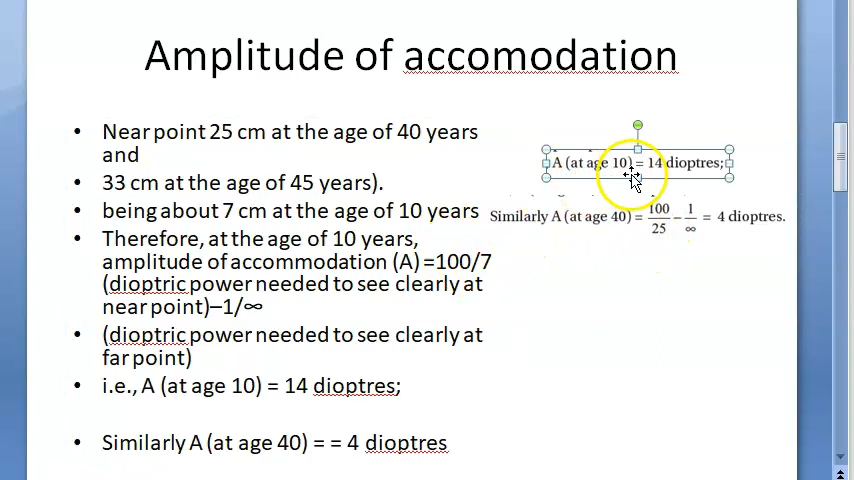 Amplitude of accomodation
• Near point 25 cm at the age of 40 years
and
• 33 cm at the age of 45 years).
• being about 7 cm at the age of 10 years
• Therefore, at the age of 10 years,
amplitude of accommodation (A) =100/7
(dioptric power needed to see clearly at
near point)–1/∞
• (dioptric power needed to see clearly at
far point)
• i.e., A (at age 10) = 14 dioptres;
• Similarly A (at age 40) = = 4 dioptres
A (at age 10) = 14 dioptres;
Similarly A (at age 40) = 100/25 − 1/∞ = 4 dioptres.